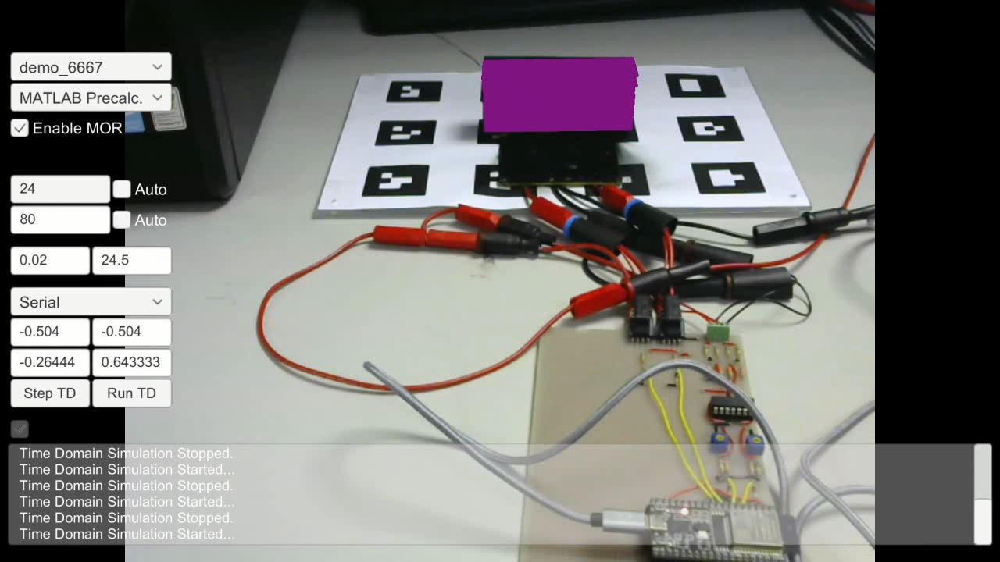 demo_6667
MATLAB Precalc.
Enable MOR
24 Auto
80 Auto
0.02 24.5
Serial
-0.504 -0.504
-0.26444 0.643333
Step TD Run TD
Time Domain Simulation Stopped.
Time Domain Simulation Started...
Time Domain Simulation Stopped.
Time Domain Simulation Started...
Time Domain Simulation Stopped.
Time Domain Simulation Started...